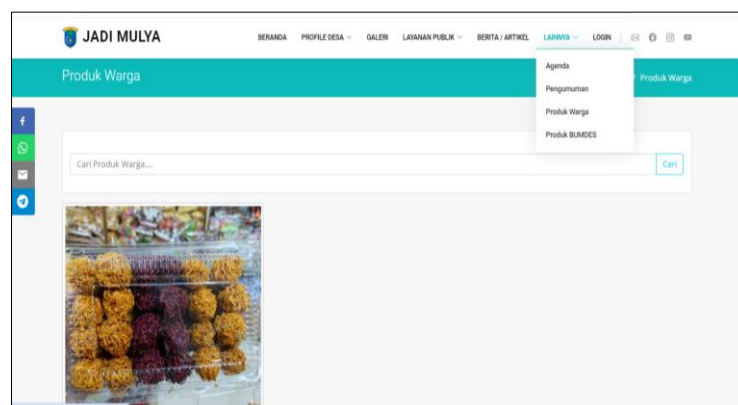 JADI MULYA
BERANDA PROFILE DESA GALERI LAYANAN PUBLIK BERITA / ARTIKEL LAINNYA LOGIN
Produk Warga
/ Produk Warga
Agenda
Pengumuman
Produk Warga
Produk BUMDES
Cari Produk Warga....
Cari